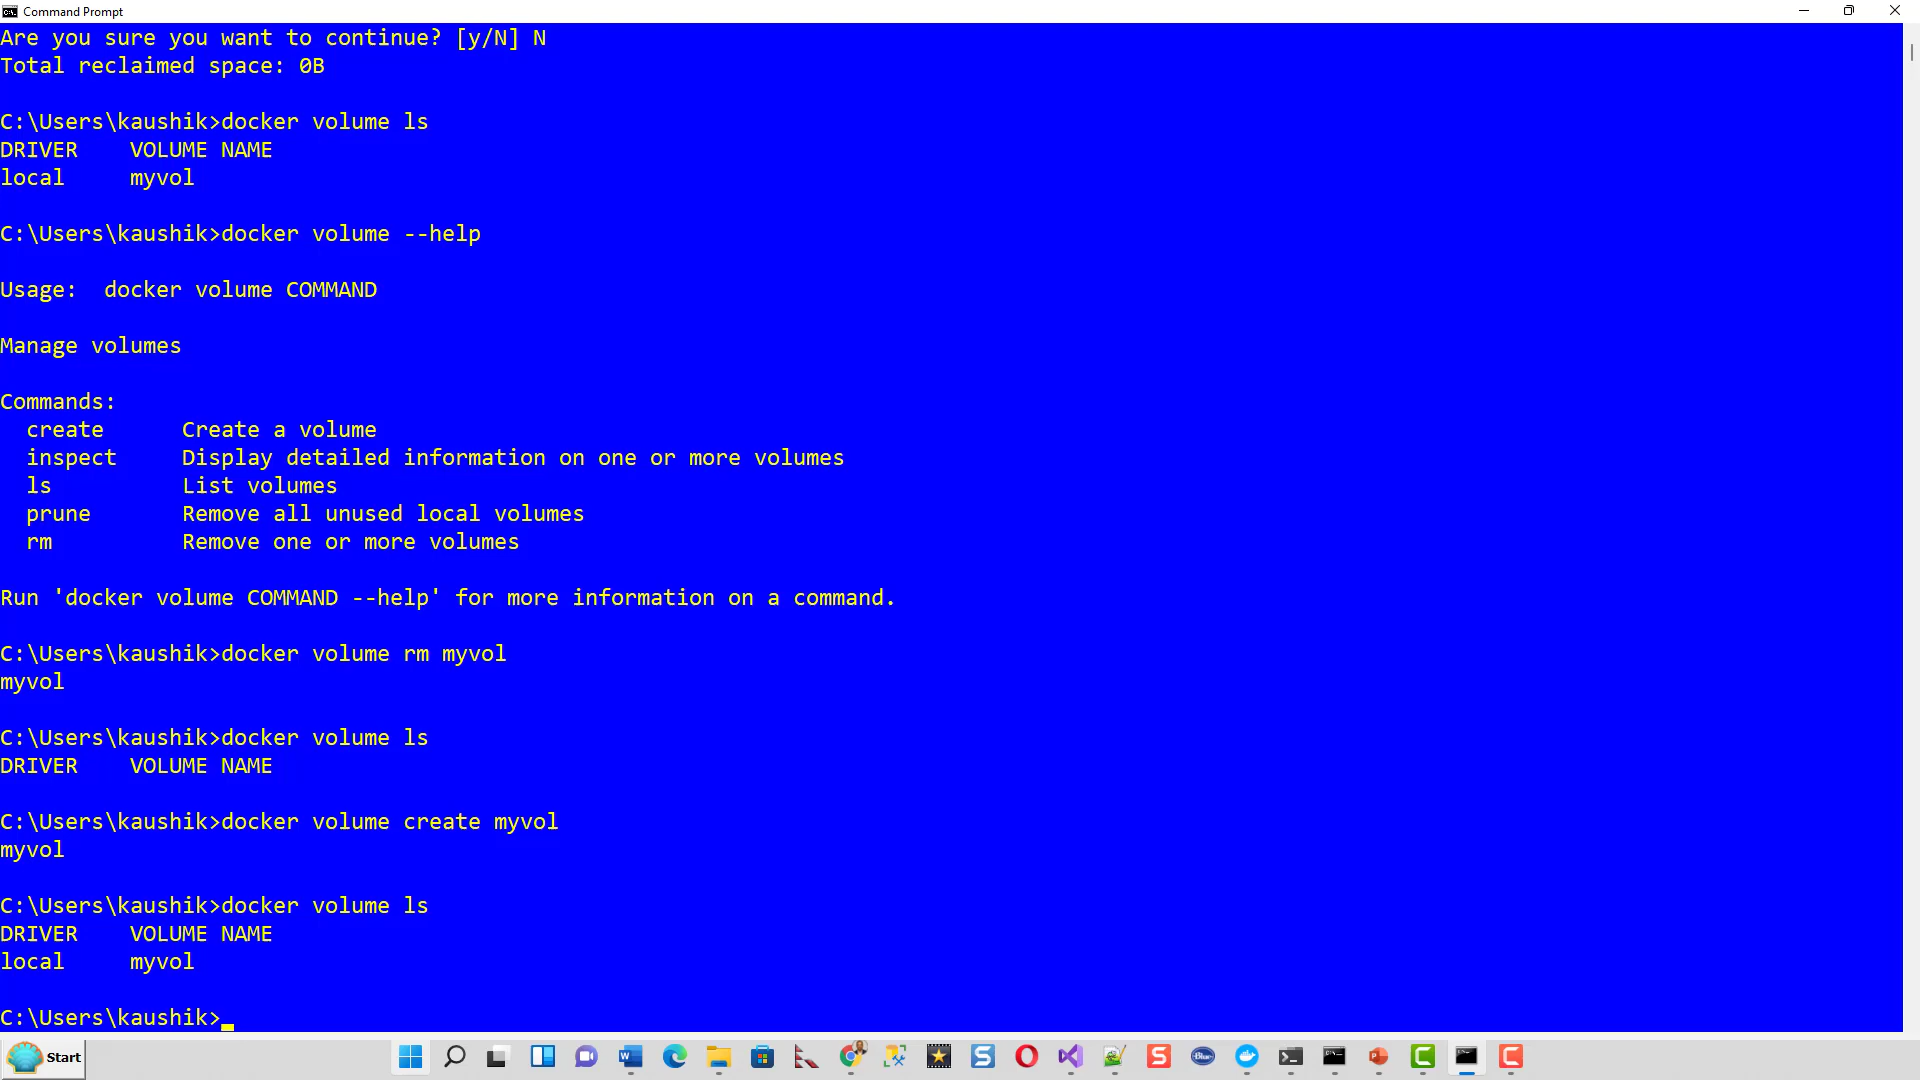 Command Prompt
Are you sure you want to continue? [y/N] N
Total reclaimed space: 0B
C:\Users\kaushik>docker volume ls
DRIVER    VOLUME NAME
local     myvol
C:\Users\kaushik>docker volume --help
Usage:  docker volume COMMAND
Manage volumes
Commands:
  create      Create a volume
  inspect     Display detailed information on one or more volumes
  ls          List volumes
  prune       Remove all unused local volumes
  rm          Remove one or more volumes
Run 'docker volume COMMAND --help' for more information on a command.
C:\Users\kaushik>docker volume rm myvol
myvol
C:\Users\kaushik>docker volume ls
DRIVER    VOLUME NAME
C:\Users\kaushik>docker volume create myvol
myvol
C:\Users\kaushik>docker volume ls
DRIVER    VOLUME NAME
local     myvol
C:\Users\kaushik>
Start